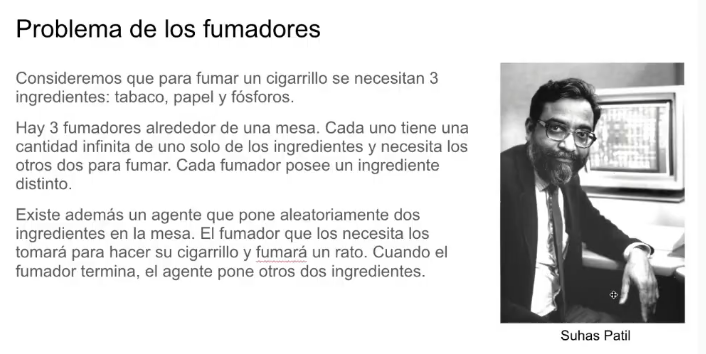 Problema de los fumadores
Consideremos que para fumar un cigarrillo se necesitan 3
ingredientes: tabaco, papel y fósforos.
Hay 3 fumadores alrededor de una mesa. Cada uno tiene una
cantidad infinita de uno solo de los ingredientes y necesita los
otros dos para fumar. Cada fumador posee un ingrediente
distinto.
Existe además un agente que pone aleatoriamente dos
ingredientes en la mesa. El fumador que los necesita los
tomará para hacer su cigarrillo y fumará un rato. Cuando el
fumador termina, el agente pone otros dos ingredientes.
Suhas Patil